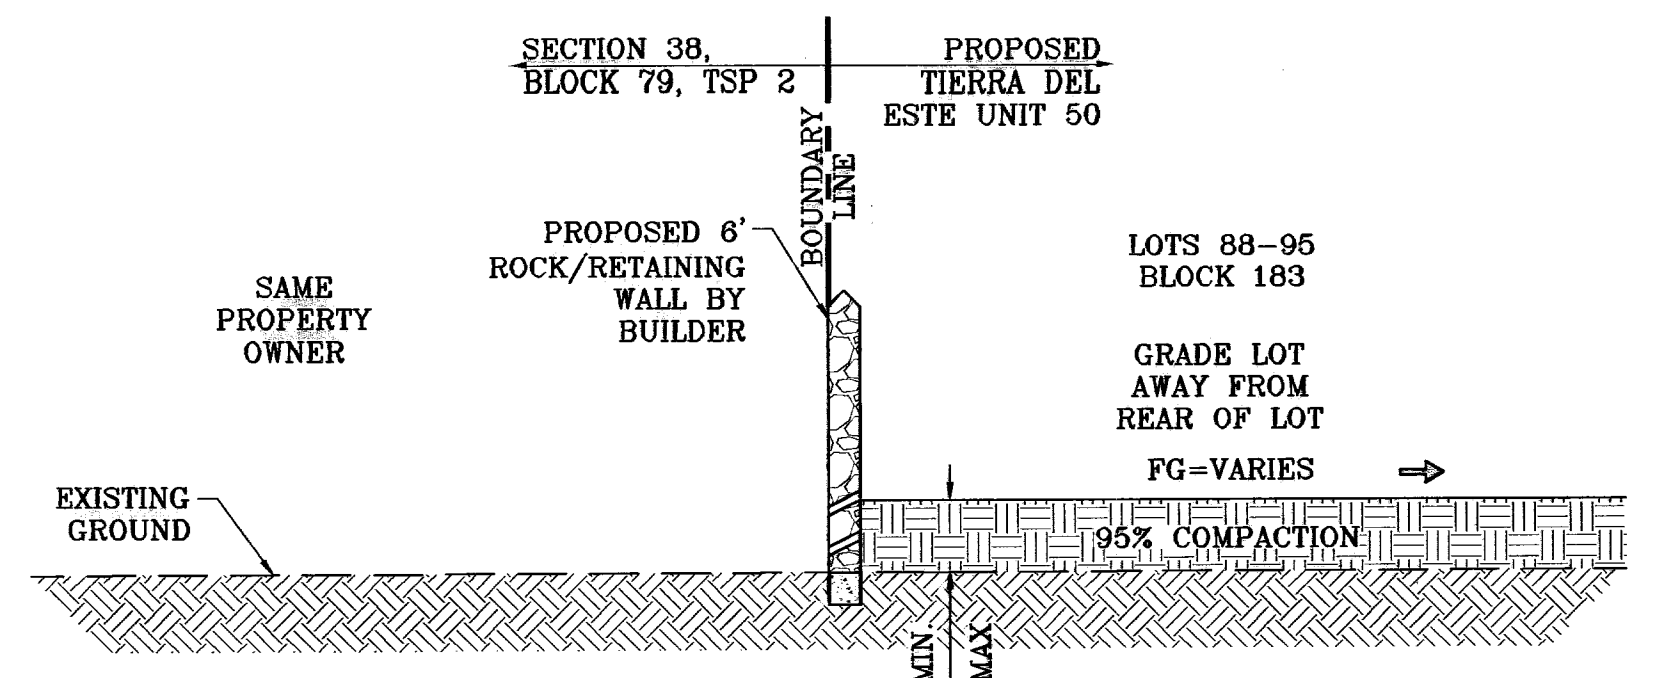 SECTION 38,
BLOCK 79, TSP 2
PROPOSED
TIERRA DEL
ESTE UNIT 50
BOUNDARY
LINE
PROPOSED 6'
ROCK/RETAINING
WALL BY
BUILDER
SAME
PROPERTY
OWNER
LOTS 88-95
BLOCK 183
GRADE LOT
AWAY FROM
REAR OF LOT
FG=VARIES
EXISTING
GROUND
95% COMPACTION
MIN.
MAX